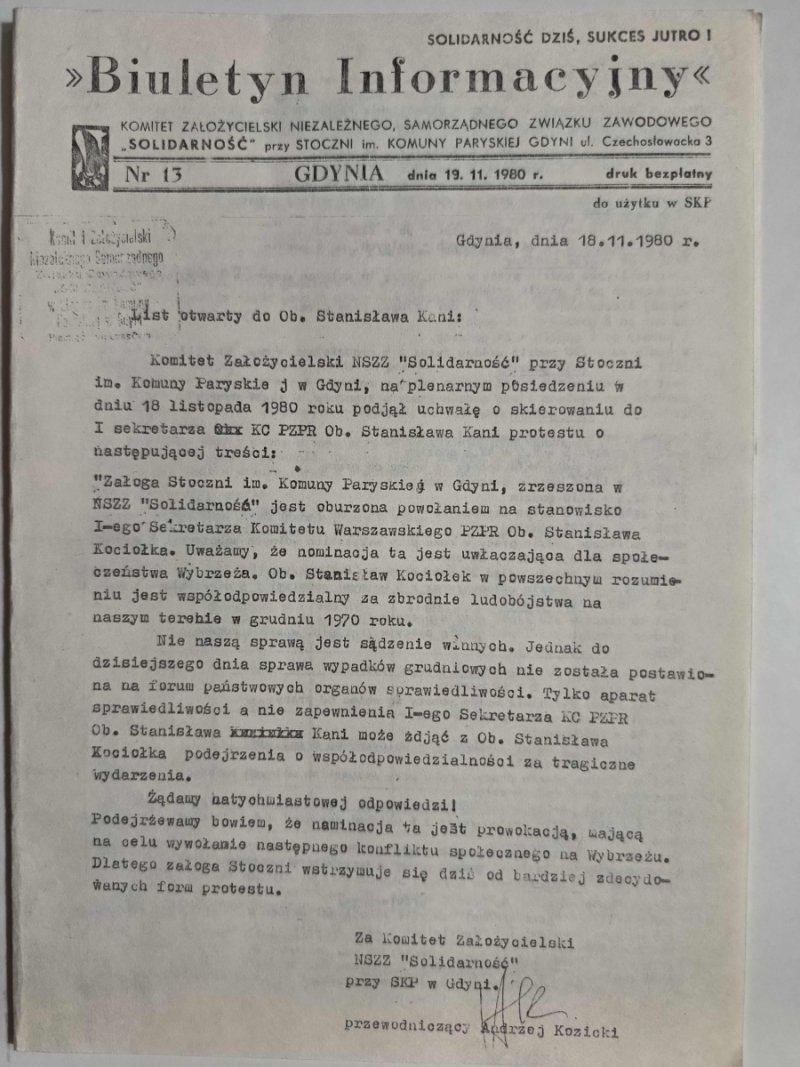 SOLIDARNOŚĆ DZIŚ, SUKCES JUTRO !
»Biuletyn Informacyjny«
KOMITET ZAŁOŻYCIELSKI NIEZALEŻNEGO, SAMORZĄDNEGO ZWIĄZKU ZAWODOWEGO
„SOLIDARNOŚĆ" przy STOCZNI im. KOMUNY PARYSKIEJ GDYNI ul. Czechosłowacka 3
Nr 13 GDYNIA dnia 19. 11. 1980 r. druk bezpłatny
do użytku w SKP
Gdynia, dnia 18.11.1980 r.
Założycielski
Niezależnego Samorządnego
List otwarty do Ob. Stanisława Kani:
Komitet Założycielski NSZZ "Solidarność" przy Stoczni
im. Komuny Paryskie j w Gdyni, na plenarnym posiedzeniu w
dniu 18 listopada 1980 roku podjął uchwałę o skierowaniu do
I sekretarza KC PZPR Ob. Stanisława Kani protestu o
następującej treści:
"Załoga Stoczni im. Komuny Paryskiej w Gdyni, zrzeszona w
NSZZ "Solidarność" jest oburzona powołaniem na stanowisko
I-ego Sekretarza Komitetu Warszawskiego PZPR Ob. Stanisława
Kociołka. Uważamy, że nominacja ta jest uwłaczająca dla społe-
czeństwa Wybrzeża. Ob. Stanisław Kociołek w powszechnym rozumie-
niu jest współodpowiedzialny za zbrodnie ludobójstwa na
naszym terenie w grudniu 1970 roku.
Nie naszą sprawą jest sądzenie winnych. Jednak do
dzisiejszego dnia sprawa wypadków grudniowych nie została postawio-
na na forum państwowych organów sprawiedliwości. Tylko aparat
sprawiedliwości a nie zapewnienia I-ego Sekretarza KC PZPR
Ob. Stanisława Kani może zdjąć z Ob. Stanisława
Kociołka podejrzenia o współodpowiedzialności za tragiczne
wydarzenia.
Żądamy natychmiastowej odpowiedzi!
Podejrżewamy bowiem, że naminacja ta jest prowokacją, mającą
na celu wywołanie następnego konfliktu społecznego na Wybrzeżu.
Dlatego załoga Stoczni wstrzymuje się dziś od bardziej zdecydo-
wanych form protestu.
Za Komitet Założycielski
NSZZ "Solidarność"
przy SKP w Gdyni.
przewodniczący Andrzej Kozicki